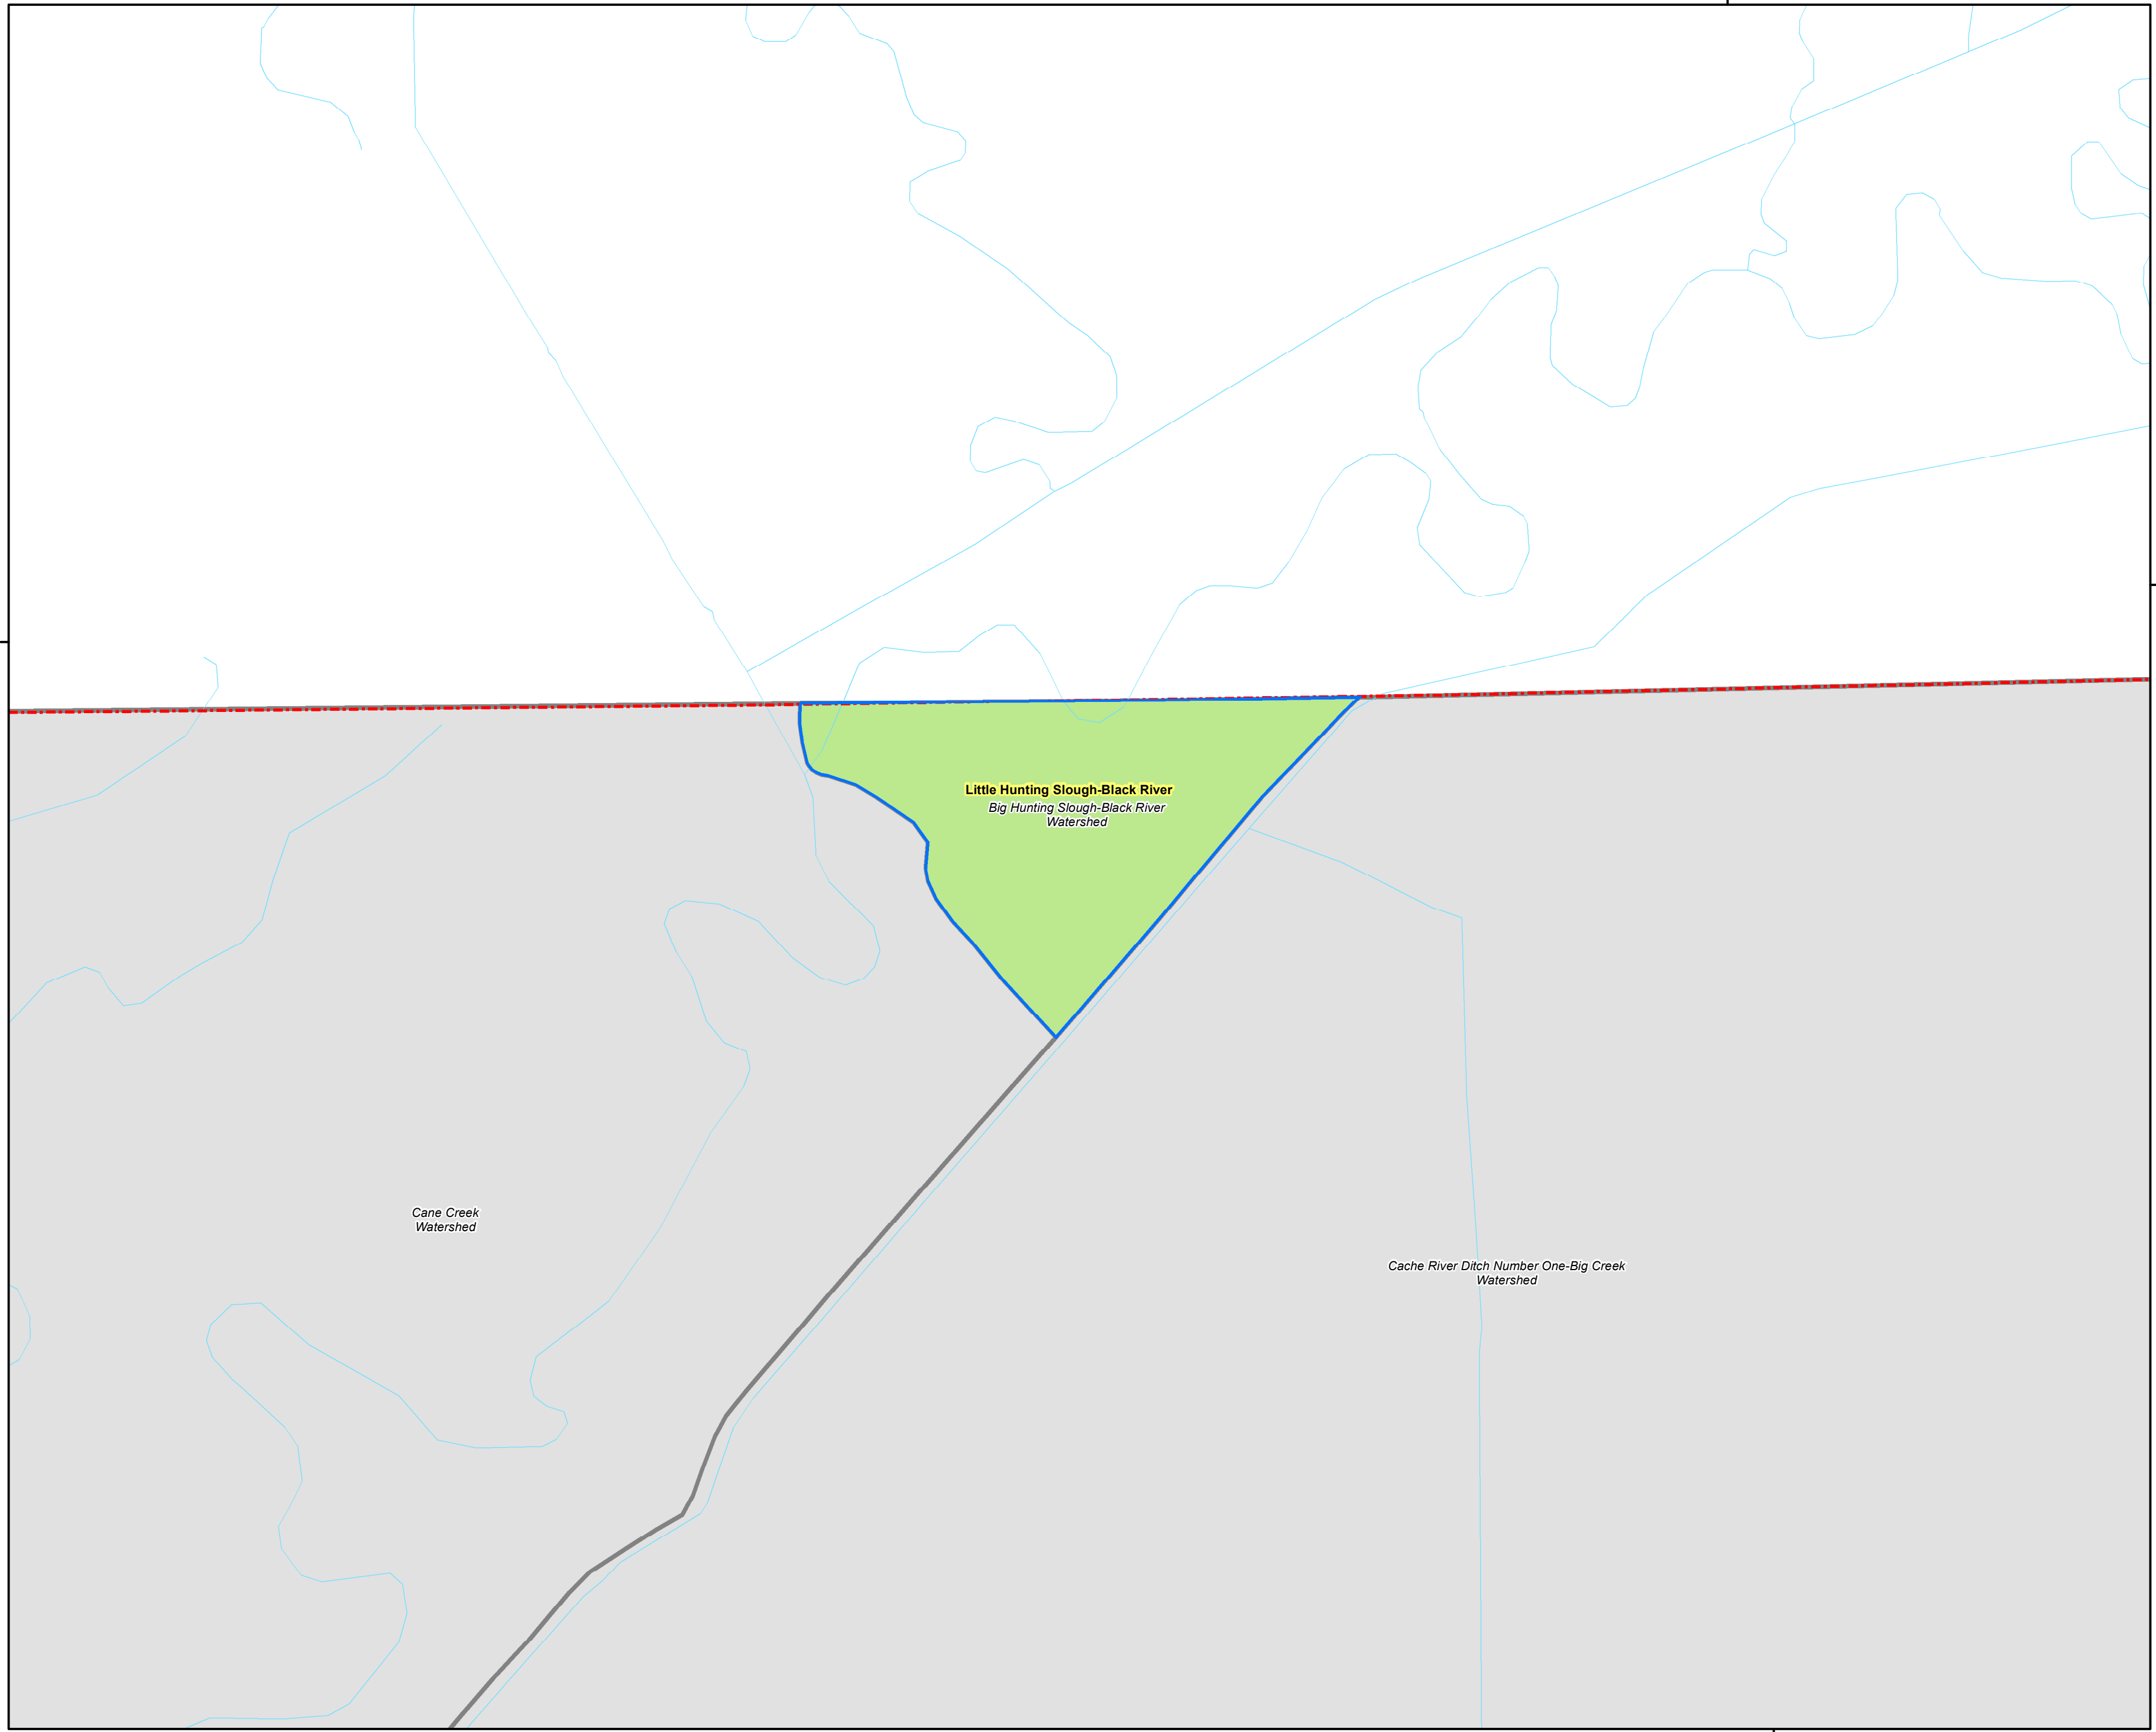 Little Hunting Slough-Black River
Big Hunting Slough-Black River
Watershed
Cane Creek
Watershed
Cache River Ditch Number One-Big Creek
Watershed